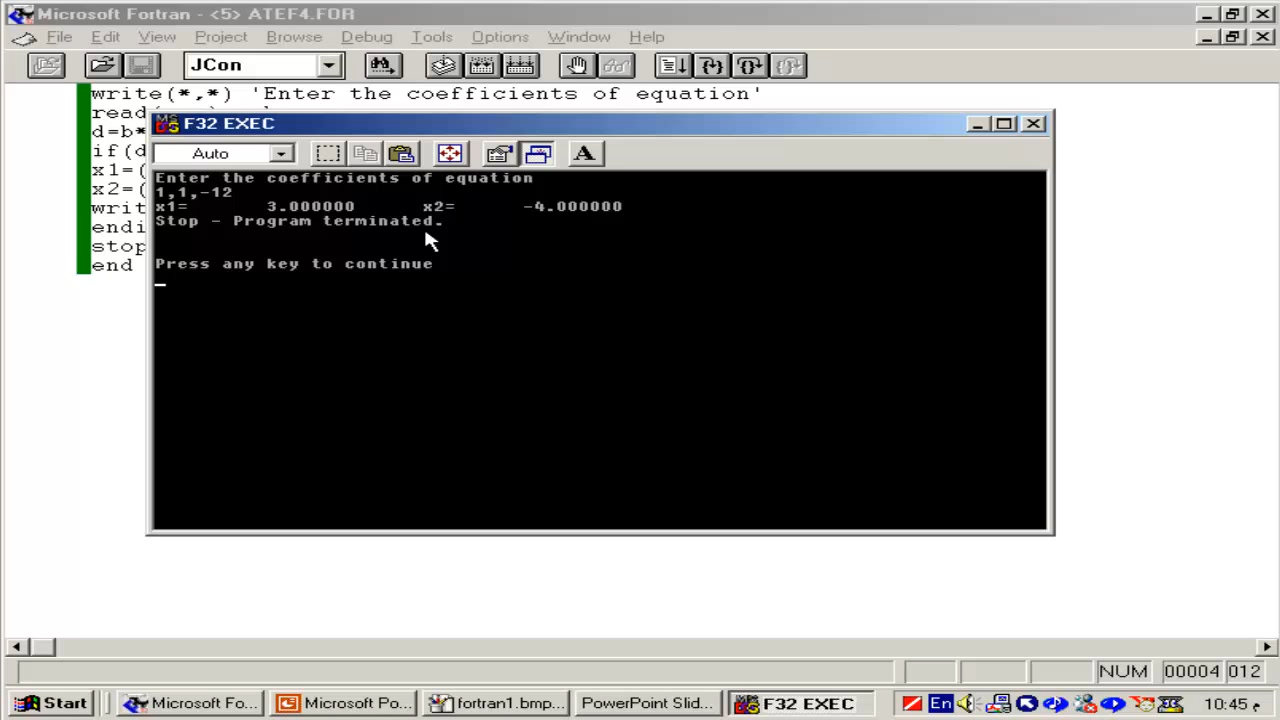 Microsoft Fortran - <5> ATEF4.FOR
File Edit View Project Browse Debug Tools Options Window Help
JCon
write(*,*) 'Enter the coefficients of equation'
read
d=b*
if(d
x1=(
x2=(
writ
endi
stop
end
F32 EXEC
Auto
A
Enter the coefficients of equation
1,1,-12
x1= 3.000000 x2= -4.000000
Stop - Program terminated.
Press any key to continue
NUM 00004 012
Start Microsoft Fo... Microsoft Po... fortran1.bmp... PowerPoint Slid... F32 EXEC En 10:45 م